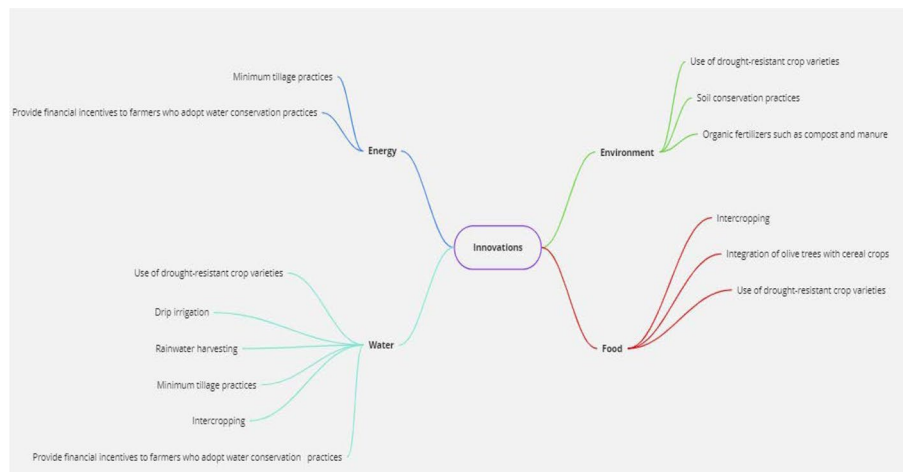 Minimum tillage practices
Provide financial incentives to farmers who adopt water conservation practices
Energy
Use of drought-resistant crop varieties
Soil conservation practices
Organic fertilizers such as compost and manure
Environment
Innovations
Use of drought-resistant crop varieties
Drip irrigation
Rainwater harvesting
Minimum tillage practices
Intercropping
Provide financial incentives to farmers who adopt water conservation practices
Water
Intercropping
Integration of olive trees with cereal crops
Use of drought-resistant crop varieties
Food